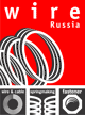 wire
Russia
wire & cable
springmaking
fastener